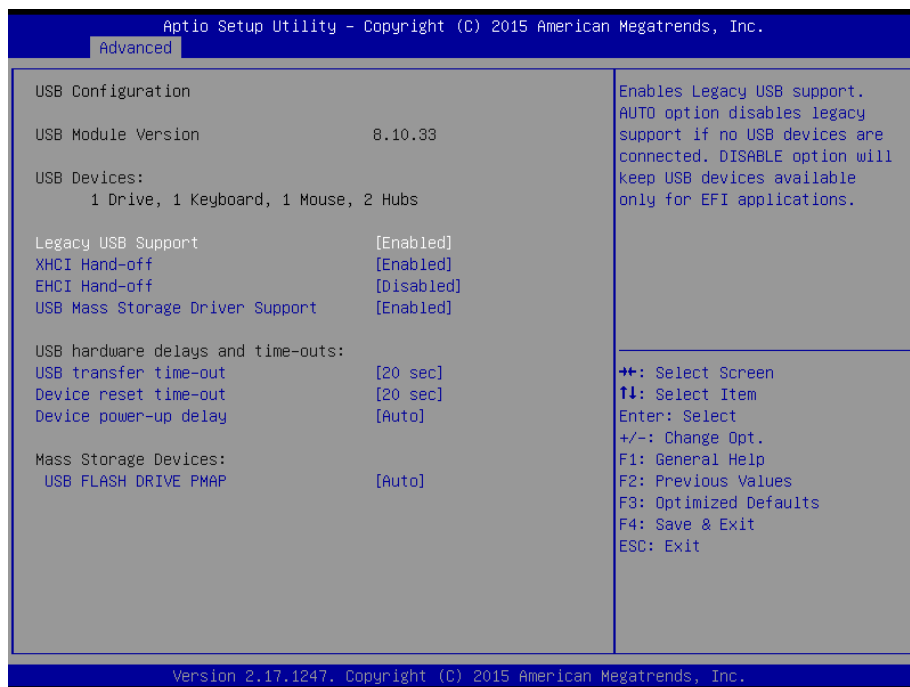 Aptio Setup Utility – Copyright (C) 2015 American Megatrends, Inc.
Advanced
USB Configuration
USB Module Version 8.10.33
USB Devices:
1 Drive, 1 Keyboard, 1 Mouse, 2 Hubs
Legacy USB Support [Enabled]
XHCI Hand-off [Enabled]
EHCI Hand-off [Disabled]
USB Mass Storage Driver Support [Enabled]
USB hardware delays and time-outs:
USB transfer time-out [20 sec]
Device reset time-out [20 sec]
Device power-up delay [Auto]
Mass Storage Devices:
USB FLASH DRIVE PMAP [Auto]
Enables Legacy USB support.
AUTO option disables legacy
support if no USB devices are
connected. DISABLE option will
keep USB devices available
only for EFI applications.
→←: Select Screen
↑↓: Select Item
Enter: Select
+/-: Change Opt.
F1: General Help
F2: Previous Values
F3: Optimized Defaults
F4: Save & Exit
ESC: Exit
Version 2.17.1247. Copyright (C) 2015 American Megatrends, Inc.